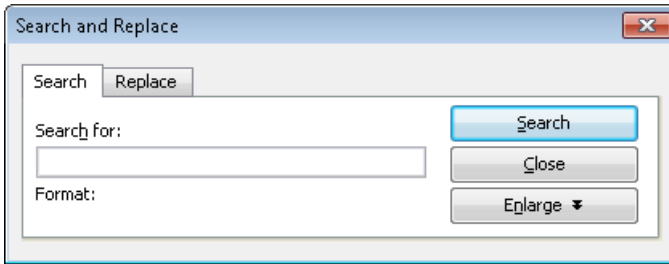 Search and Replace
Search Replace
Search for:
Format:
Search
Close
Enlarge